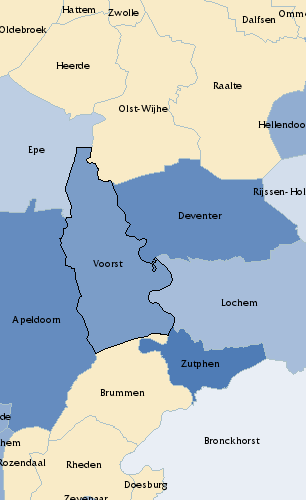 Hattem
Zwolle
Omme
Dalfsen
Oldebroek
Heerde
Raalte
Olst-Wijhe
Hellendoo
Epe
Rijssen-Hol
Deventer
Voorst
Lochem
Apeldoorn
Zutphen
Brummen
de
Bronckhorst
hem
Rozendaal
Rheden
Doesburg
Zevenaar